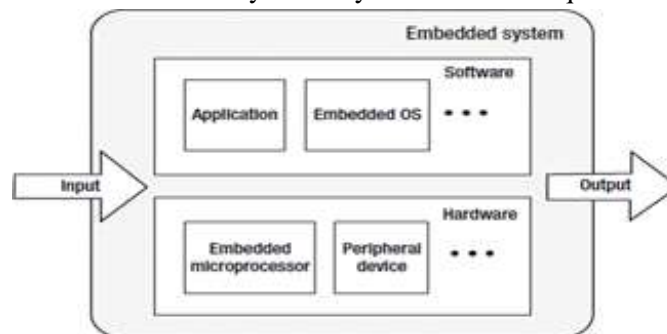 Embedded system
Software
Application
Embedded OS
• • •
Input
Output
Hardware
Embedded
microprocessor
Peripheral
device
• • •